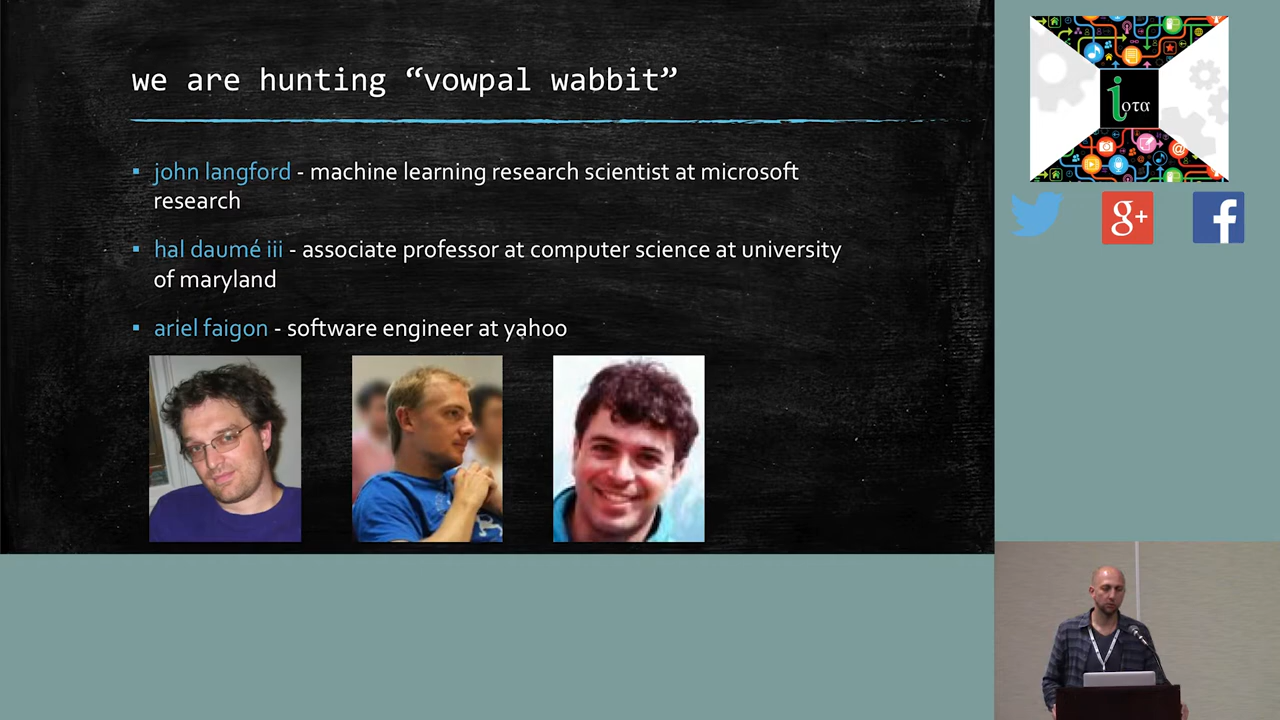 we are hunting “vowpal wabbit”
john langford - machine learning research scientist at microsoft
research
hal daumé iii - associate professor at computer science at university
of maryland
ariel faigon - software engineer at yahoo
iοτα
g+
f